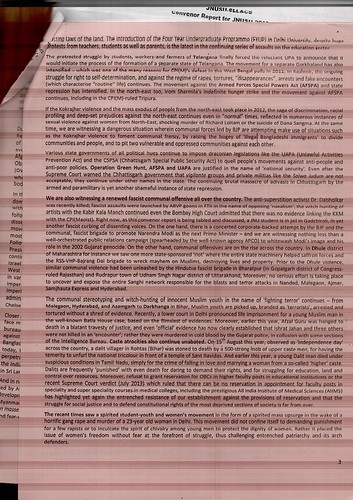 JNUSU ELECTI
Convenor Report for JNUSU
laws of the land. The introduction of the Four Year Undergraduate Programme (FYUP) in Delhi University, despite huge
protests from teachers, students as well as parents, is the latest in the continuing series of assaults on the education sector.
The protracted struggle by students, workers and farmers of Telangana finally forced the reluctant UPA to announce that it
would initiate the process of the formation of a separate state of Telangana. The movement for a separate Gorkhaland has also
intensified – which was one of the many reasons for CPI(M)'s defeat in the West Bengal polls in 2011. In Kashmir, the ongoing
struggle for right to self-determination, and against the regime of rapes, tortures, "disappearances", arrests and fake encounters
(which characterise "routine" life) continues. The movement against the Armed Forces Special Powers Act (AFSPA) and state
repression has intensified. In the north-east too, Irom Sharmila's indefinite hunger strike and the movement against AFSPA
continues, including in the CPI(M)-ruled Tripura.
If the Kokrajhar violence and the mass exodus of people from the north-east took place in 2012, the saga of discrimination, racial
profiling and deep-set prejudices against the north-east continues even in "normal" times, reflected in numerous instances of
sexual violence against women from North-East, shocking murder of Richard Loitam or the suicide of Dana Sangma. At the same
time, we are witnessing a dangerous situation wherein communal forces led by BJP are attempting make use of situations such
as the Kokrajhar violence to foment communal frenzy, by raising the bogey of 'illegal Bangladeshi immigrants' to divide
communities and people, and to pit two vulnerable and oppressed communities against each other.
Various state governments of all political hues continue to impose draconian legislations like the UAPA (Unlawful Activities
Prevention Act) and the CSPSA (Chhattisgarh Special Public Security Act) to quell people's movements against anti-people and
anti-poor policies. Operation Green Hunt, AFSPA and UAPA are justified in the name of 'national security'. Even after the
Supreme Court warned the Chhattisgarh government that vigilante groups and private militias like the Salwa Judum are not
acceptable, they continue under other names in the state. The continuing brutal massacre of adivasis in Chhattisgarh by the
armed and paramilitary is yet another shameful instance of state repression.
We are also witnessing a renewed fascist communal offensive all over the country. The anti-superstition activist Dr. Dabholkar
was recently killed; fascist assaults were launched by ABVP goons in FTII in the name of opposing 'naxalism'; the witch hunting of
artists with the Kabir Kala Manch continued even the Bombay High Court admitted that there was no evidence linking the KKM
with the CPI(Maoist). Right now, as this convenor report is being tabled and discussed, a JNU student is in jail in Gadchiroli, in yet
another fascist curbing of dissenting voices. On the one hand, there is a concerted corporate-backed attempt by the BJP and its
communal, fascist brigade to promote Narendra Modi as the next Prime Minister – and we are witnessing nothing less than a
well-orchestrated public relations campaign (spearheaded by the well-known agency APCO) to whitewash Modi's image and his
role in the 2002 Gujarat genocide. On the other hand, communal offensives are on the rise across the country. In Dhule district
of Maharashtra for instance we saw one more state-sponsored 'riot' where the entire state machinery helped saffron forces and
the RSS-VHP-Bajrang Dal brigade to wreck mayhem on Muslims, destroying lives and property. Prior to the Dhule violence,
similar communal violence had been unleashed by the Hinduva fascist brigade in Bharatpur (in Gopalgarh district of Congress-
ruled Rajasthan) and Rudrapur town of Udham Singh Nagar district of Uttarakhand. Moreover, no serious effort is taking place
to uncover and expose the entire Sanghi network responsible for the blasts and terror attacks in Nanded, Malegaon, Ajmer,
Samjhauta Express and Hyderabad.
The communal stereotyping and witch-hunting of innocent Muslim youth in the name of 'fighting terror' continues – from
Malegaon, Hyderabad, and Azamgarh to Darbhanga in Bihar, Muslim youth are picked up, branded as 'terrorists', arrested and
tortured without a shred of evidence. Recently, a lower court in Delhi pronounced life imprisonment for a young Muslim man in
the well-known Batla House case, based on the flimsiest of evidences. Moreover, earlier this year, Afzal Guru was hanged to
death in a blatant travesty of justice, and even 'official' evidence has now clearly established that Ishrat Jahan and three others
were not killed in an 'encounter'; rather they were murdered in cold blood by the Gujarat police, in collusion with some sections
of the Intelligence Bureau. Caste atrocities also continue unabated. On 15th August this year, observed as 'Independence day'
across the country, a dalit villager in Rohtas (Bihar) was stoned to death by a 500-strong mob of upper caste men, for having the
temerity to unfurl the national tricolour in front of a temple of Sant Ravidas. And earlier this year, a young Dalit man died under
suspicious conditions in Tamil Nadu, simply for the crime of falling in love and marrying a woman from a so-called 'higher' caste.
Dalits are frequently 'punished' with even death for daring to demand their rights, and for struggling for education, land and
control over resources. Moreover, refusal to grant reservation for OBCs in higher faculty posts in educational institutions or the
recent Supreme Court verdict (July 2013) which ruled that there can be no reservation in appointment for faculty posts in
specialty and super specialty courses in medical colleges, including the prestigious All India Institute of Medical Sciences (AIIMS)
has highlighted yet again the entrenched resistance of our establishment against the provisions of reservation and that the
struggle for social justice and to defend constitutional rights of the most deprived sections of society is far from over.
The recent times saw a spirited student-youth and women's movement in the form of a spirited mass upsurge in the wake of a
horrific gang rape and murder of a 23-year old woman in Delhi. This movement did not confine itself to demanding punishment
for a few rapists or to inculcate the spirit of chivalry among young men to protect the dignity of women. Rather it placed the
issue of women's freedom without fear at the forefront of struggle, thus challenging entrenched patriarchy and its arch
defenders.
3